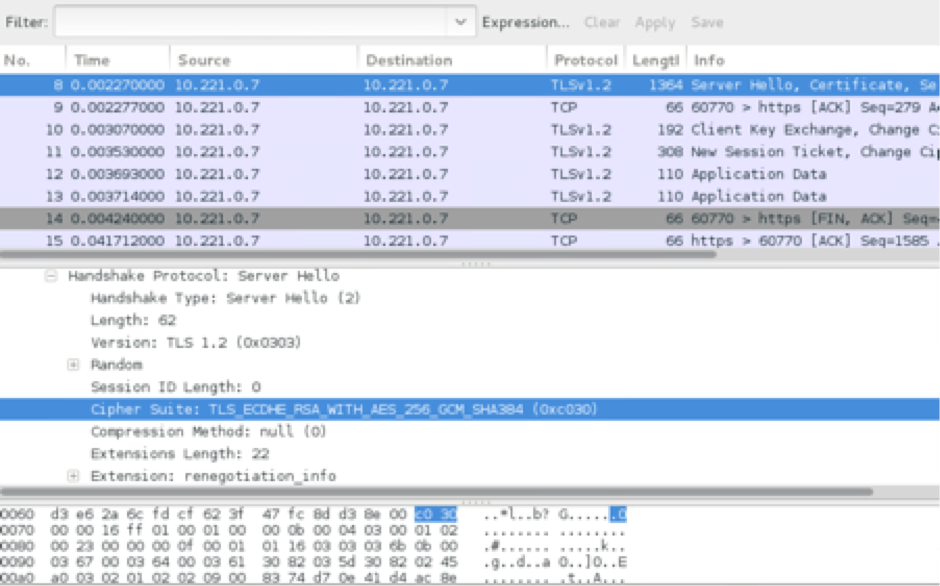 Filter: Expression... Clear Apply Save
No. Time Source Destination Protocol Lengtl Info
8 0.002270000 10.221.0.7 10.221.0.7 TLSv1.2 1364 Server Hello, Certificate, Se
9 0.002277000 10.221.0.7 10.221.0.7 TCP 66 60770 > https [ACK] Seq=279 A
10 0.003070000 10.221.0.7 10.221.0.7 TLSv1.2 192 Client Key Exchange, Change C
11 0.003530000 10.221.0.7 10.221.0.7 TLSv1.2 308 New Session Ticket, Change Cip
12 0.003693000 10.221.0.7 10.221.0.7 TLSv1.2 110 Application Data
13 0.003714000 10.221.0.7 10.221.0.7 TLSv1.2 110 Application Data
14 0.004240000 10.221.0.7 10.221.0.7 TCP 66 60770 > https [FIN, ACK] Seq=
15 0.041712000 10.221.0.7 10.221.0.7 TCP 66 https > 60770 [ACK] Seq=1585
Handshake Protocol: Server Hello
Handshake Type: Server Hello (2)
Length: 62
Version: TLS 1.2 (0x0303)
Random
Session ID Length: 0
Cipher Suite: TLS_ECDHE_RSA_WITH_AES_256_GCM_SHA384 (0xc030)
Compression Method: null (0)
Extensions Length: 22
Extension: renegotiation_info
0060 d3 e6 2a 6c fd cf 62 3f 47 fc 8d d3 8e 00 c0 30 ..*l..b? G......0
0070 00 00 16 ff 01 00 01 00 00 0b 00 04 03 00 01 02 ........ ........
0080 00 23 00 00 00 0f 00 01 01 16 03 03 03 6b 0b 00 .#...... .....k..
0090 03 67 00 03 64 00 03 61 30 82 03 5d 30 82 02 45 .g..d..a 0..]0..E
00a0 a0 03 02 01 02 02 09 00 83 74 d7 0e 41 d4 ac 8e ........ .t..A...